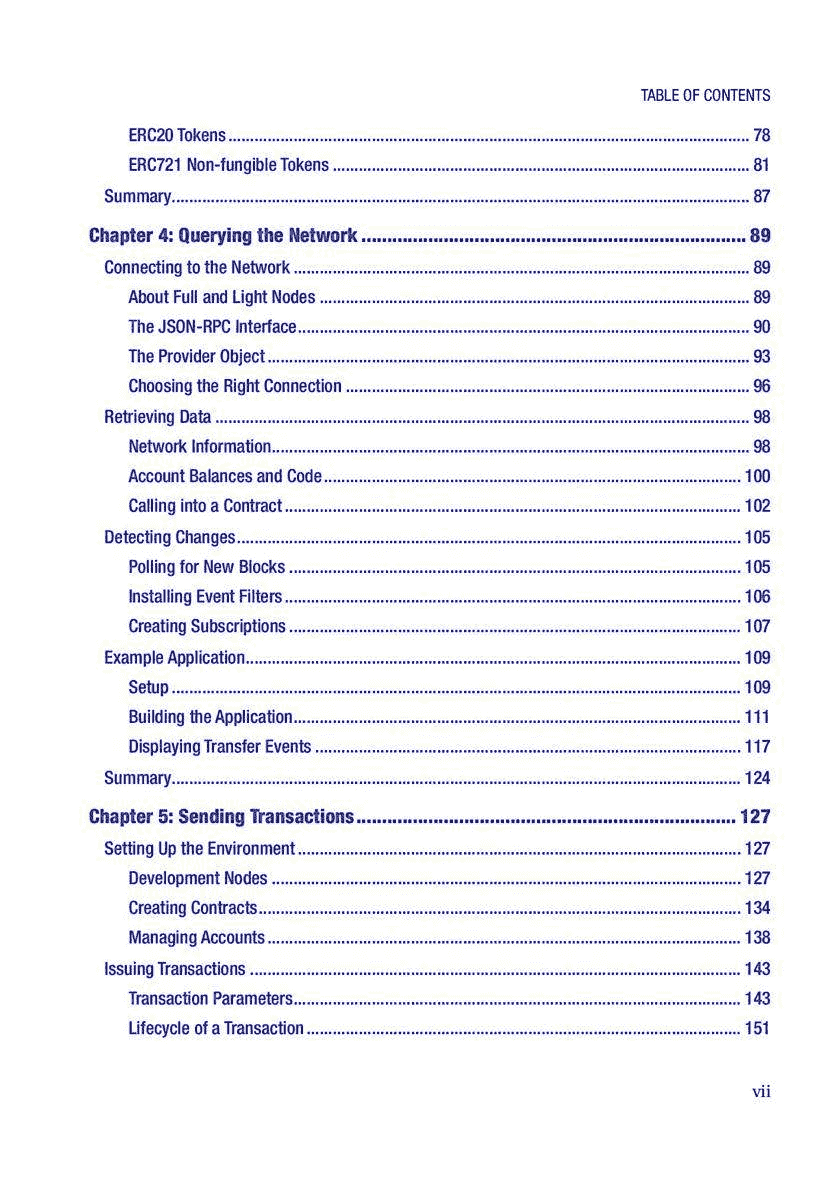 TABLE OF CONTENTS
ERC20 Tokens 78
ERC721 Non-fungible Tokens 81
Summary 87
Chapter 4: Querying the Network 89
Connecting to the Network 89
About Full and Light Nodes 89
The JSON-RPC Interface 90
The Provider Object 93
Choosing the Right Connection 96
Retrieving Data 98
Network Information 98
Account Balances and Code 100
Calling into a Contract 102
Detecting Changes 105
Polling for New Blocks 105
Installing Event Filters 106
Creating Subscriptions 107
Example Application 109
Setup 109
Building the Application 111
Displaying Transfer Events 117
Summary 124
Chapter 5: Sending Transactions 127
Setting Up the Environment 127
Development Nodes 127
Creating Contracts 134
Managing Accounts 138
Issuing Transactions 143
Transaction Parameters 143
Lifecycle of a Transaction 151
vii